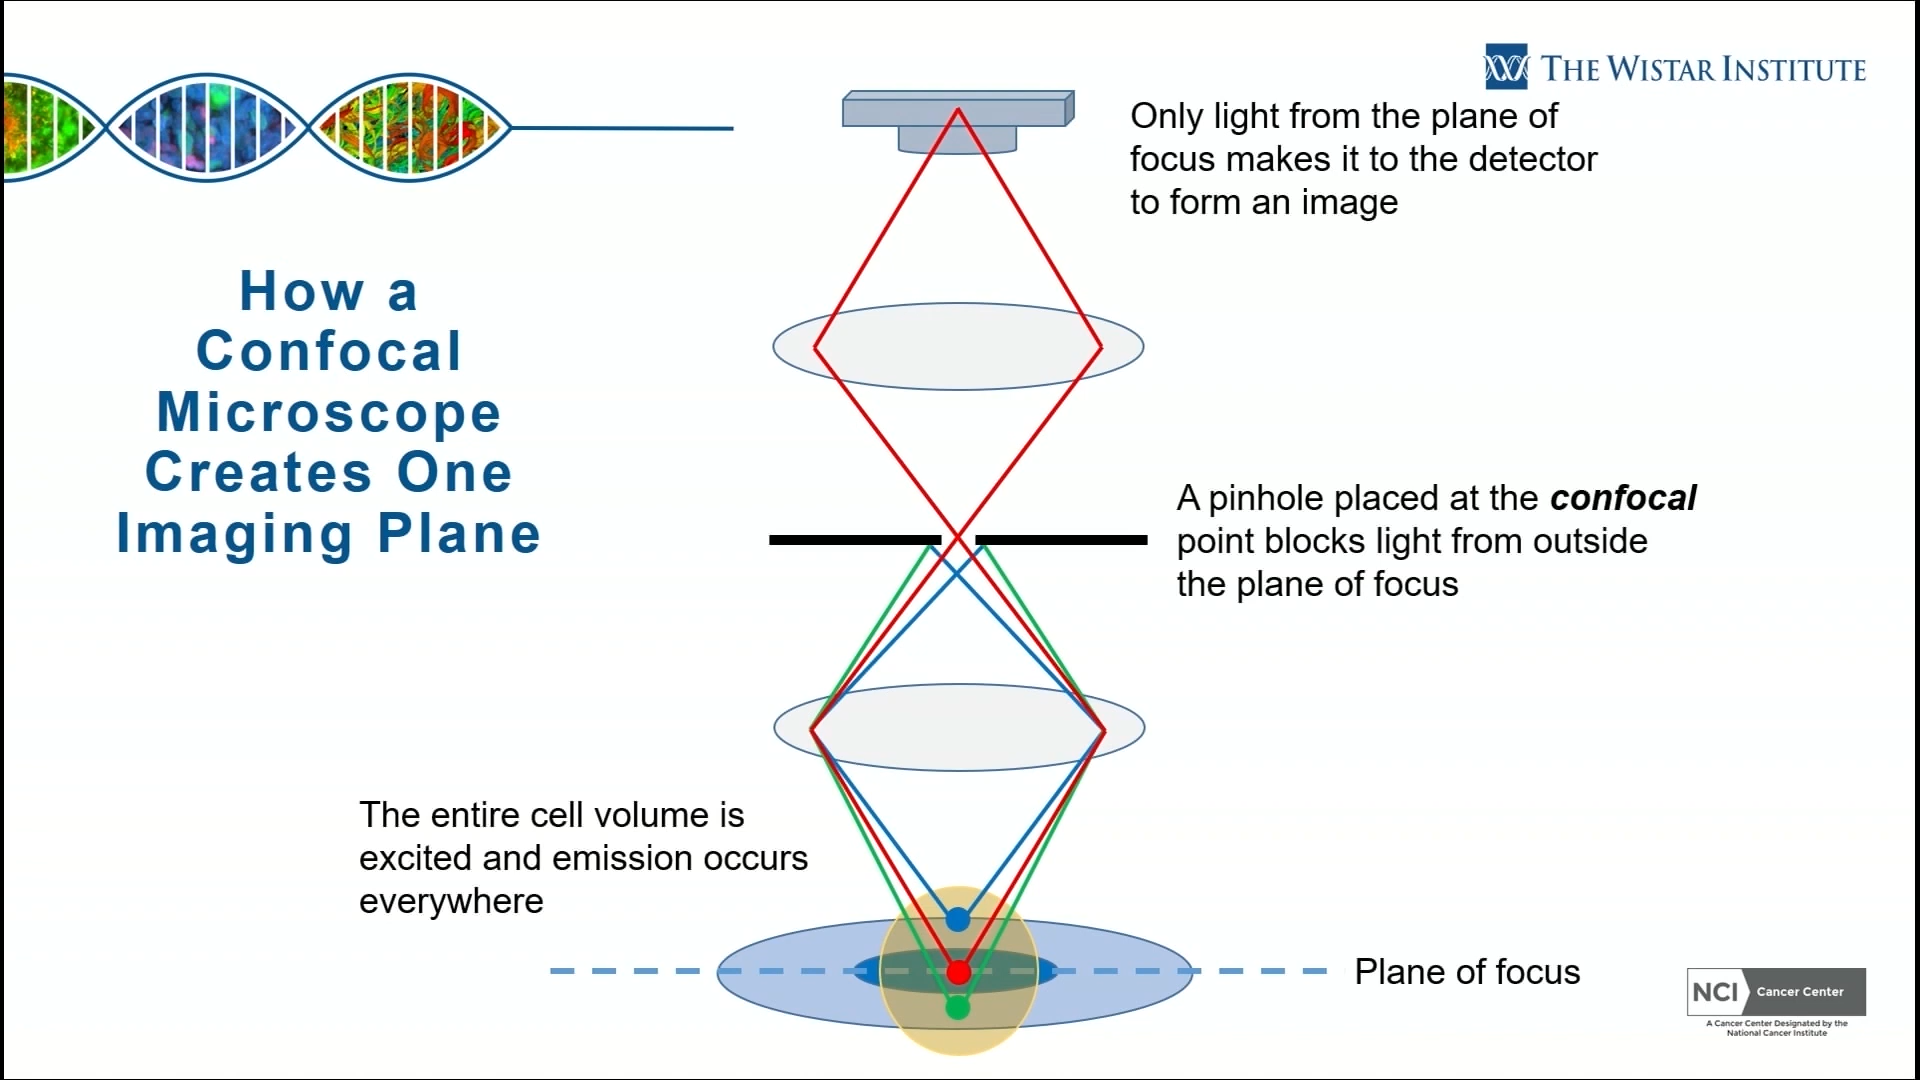 THE WISTAR INSTITUTE
Only light from the plane of
focus makes it to the detector
to form an image
How a
Confocal
Microscope
Creates One
Imaging Plane
A pinhole placed at the confocal
point blocks light from outside
the plane of focus
The entire cell volume is
excited and emission occurs
everywhere
Plane of focus
NCI Cancer Center
A Cancer Center Designated by the
National Cancer Institute